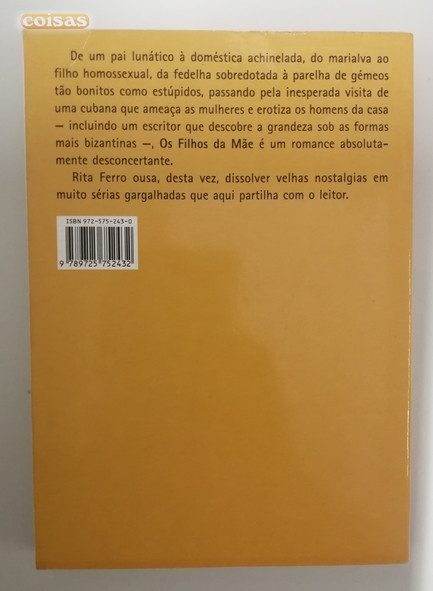 coisas
De um pai lunático à doméstica achinelada, do marialva ao
filho homossexual, da fedelha sobredotada à parelha de gémeos
tão bonitos como estúpidos, passando pela inesperada visita de
uma cubana que ameaça as mulheres e erotiza os homens da casa
— incluindo um escritor que descobre a grandeza sob as formas
mais bizantinas —, Os Filhos da Mãe é um romance absoluta-
mente desconcertante.
Rita Ferro ousa, desta vez, dissolver velhas nostalgias em
muito sérias gargalhadas que aqui partilha com o leitor.
ISBN 972-575-243-0
9 789725 752432